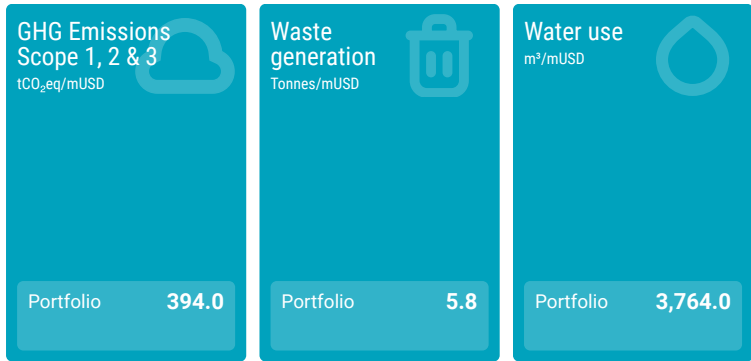 GHG Emissions
Scope 1, 2 & 3
tCO₂eq/mUSD
Portfolio 394.0
Waste
generation
Tonnes/mUSD
Portfolio 5.8
Water use
m³/mUSD
Portfolio 3,764.0